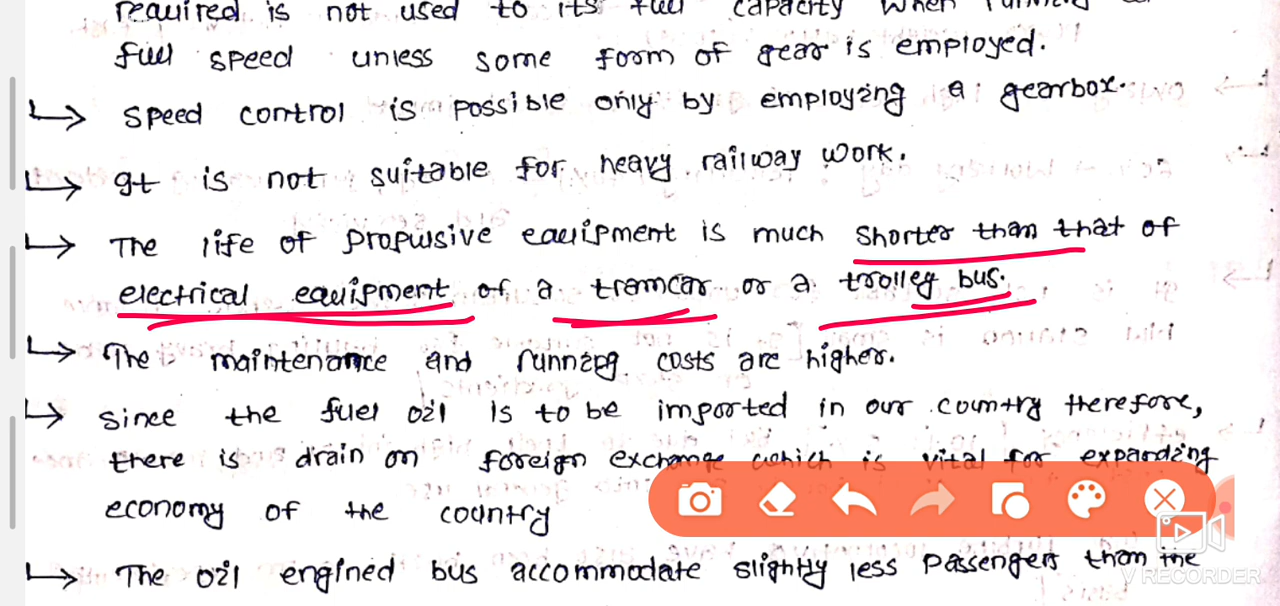 required is not used to its full capacity when
full speed unless some form of gear is employed.
↳ Speed control is possible only by employing a gearbox.
↳ It is not suitable for heavy railway work.
↳ The life of propulsive equipment is much shorter than that of
electrical equipment of a tramcar or a trolley bus.
↳ The maintenance and running costs are higher.
↳ Since the fuel oil is to be imported in our country therefore,
there is drain on foreign exchange which is vital for expanding
economy of the country
↳ The oil engined bus accommodate slightly less passengers than the
V RECORDER